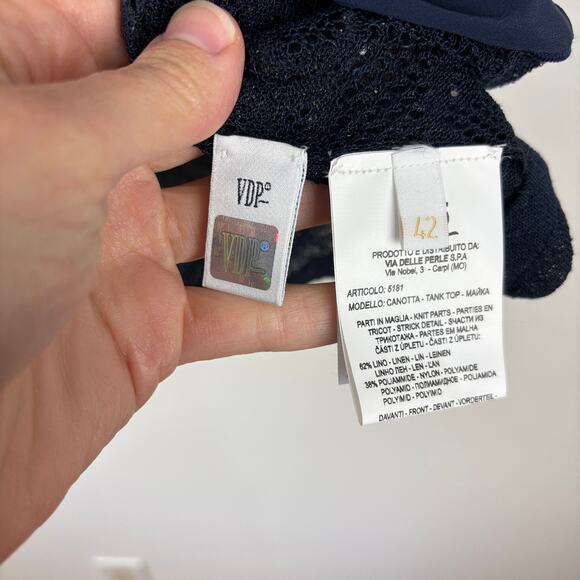 VDP
VDP
42
PRODOTTO E DISTRIBUITO DA:
VIA DELLE PERLE S.P.A
Via Nobel, 3 - Carpi (MO)
ARTICOLO: 5181
MODELLO: CANOTTA - TANK TOP - МАЙКА
PARTI IN MAGLIA - KNIT PARTS - PARTIES EN
TRICOT - STRICK DETAIL - ЗЧАСТИ ИЗ
ТРИКОТАЖА - PARTES EM MALHA
ČÁSTI Z ÚPLETU - ČASTI Z ÚPLETU:
62% LINO - LINEN - LIN - LEINEN
LINHO ЛЕН - LEN - ĽAN
38% POLIAMMIDE - NYLON - POLYAMIDE
POLYAMID - ПОЛИАМИДНОЕ - POLIAMIDA
POLYIMID - POLYIMID
DAVANTI - FRONT - DEVANT - VORDERTEIL -